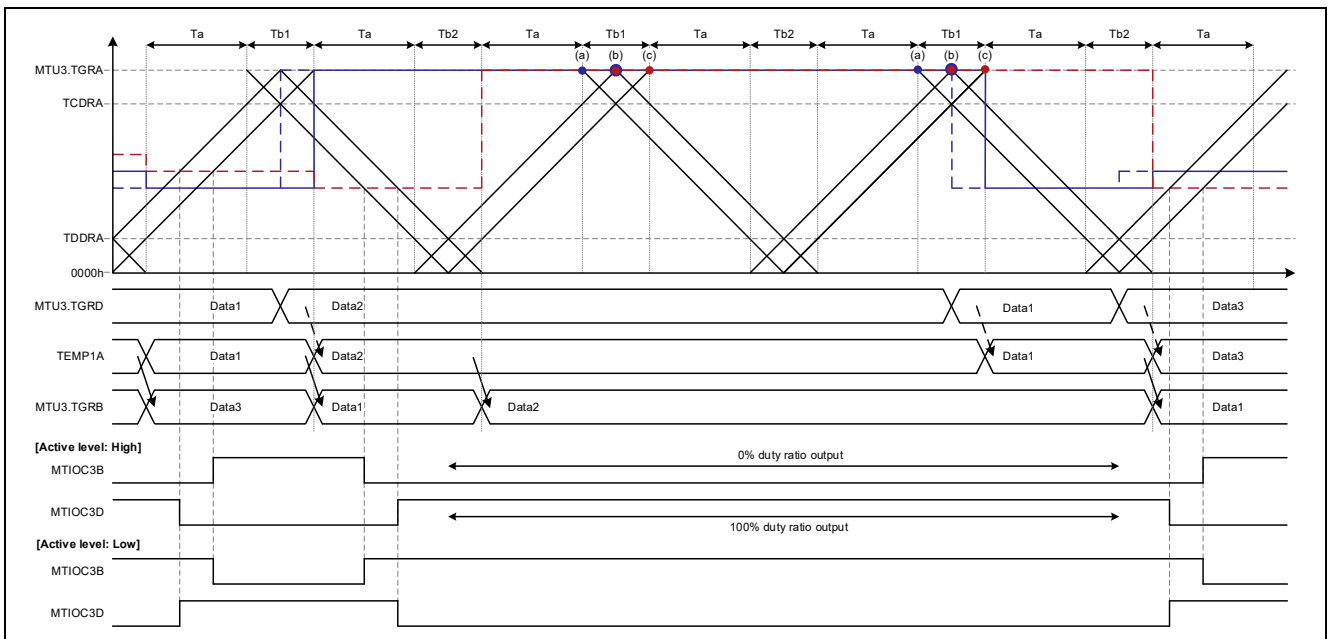 Ta Tb1 Ta Tb2 Ta Tb1 Ta Tb2 Ta Tb1 Ta Tb2 Ta
(a) (b) (c) (a) (b) (c)
MTU3.TGRA
TCDRA
TDDRA
0000h
MTU3.TGRD Data1 Data2 Data1 Data3
TEMP1A Data1 Data2 Data1 Data3
MTU3.TGRB Data3 Data1 Data2 Data1
[Active level: High]
0% duty ratio output
MTIOC3B
MTIOC3D
100% duty ratio output
[Active level: Low]
MTIOC3B
MTIOC3D